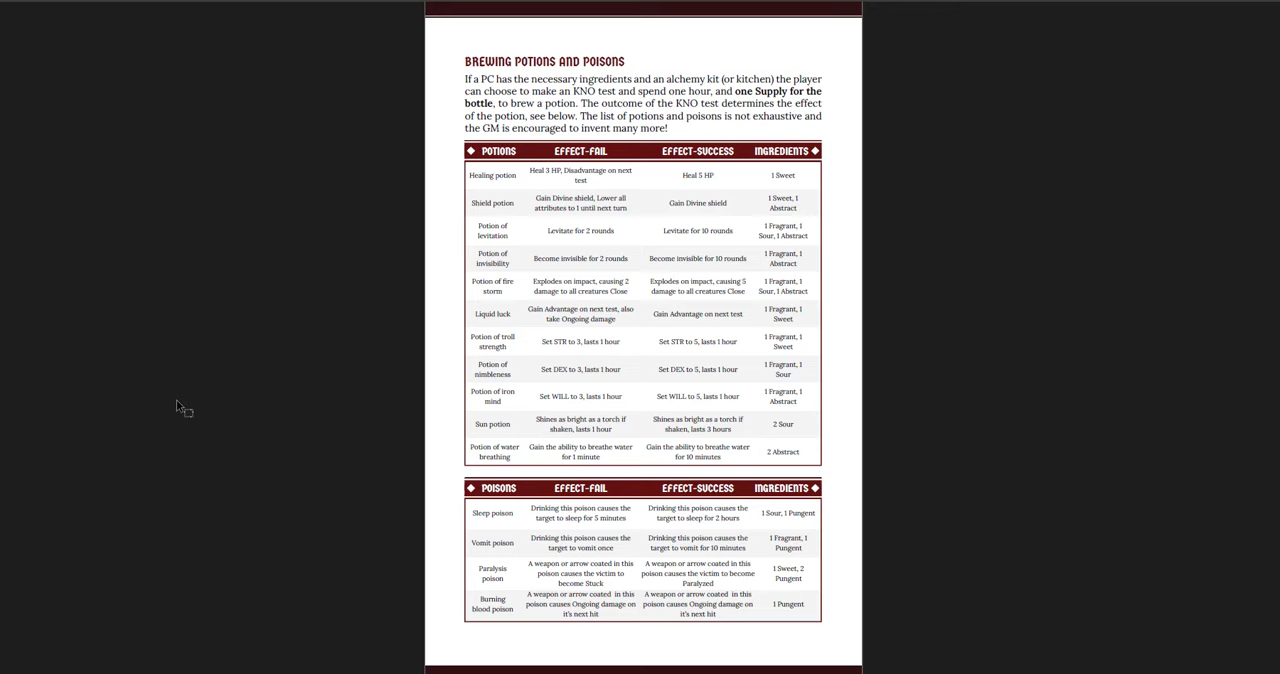 BREWING POTIONS AND POISONS
If a PC has the necessary ingredients and an alchemy kit (or kitchen) the player
can choose to make an KNO test and spend one hour, and one Supply for the
bottle, to brew a potion. The outcome of the KNO test determines the effect
of the potion, see below. The list of potions and poisons is not exhaustive and
the GM is encouraged to invent many more!
POTIONS EFFECT-FAIL EFFECT-SUCCESS INGREDIENTS
Healing potion
Heal 3 HP, Disadvantage on next
test
Heal 5 HP
1 Sweet
Shield potion
Gain Divine shield, Lower all
attributes to 1 until next turn
Gain Divine shield
1 Sweet, 1
Abstract
Potion of
levitation
Levitate for 2 rounds
Levitate for 10 rounds
1 Fragrant, 1
Sour, 1 Abstract
Potion of
invisibility
Become invisible for 2 rounds
Become invisible for 10 rounds
1 Fragrant, 1
Abstract
Potion of fire
storm
Explodes on impact, causing 2
damage to all creatures Close
Explodes on impact, causing 5
damage to all creatures Close
1 Fragrant, 1
Sour, 1 Abstract
Liquid luck
Gain Advantage on next test, also
take Ongoing damage
Gain Advantage on next test
1 Fragrant, 1
Sweet
Potion of troll
strength
Set STR to 3, lasts 1 hour
Set STR to 5, lasts 1 hour
1 Fragrant, 1
Sweet
Potion of
nimbleness
Set DEX to 3, lasts 1 hour
Set DEX to 5, lasts 1 hour
1 Fragrant, 1
Sour
Potion of iron
mind
Set WILL to 3, lasts 1 hour
Set WILL to 5, lasts 1 hour
1 Fragrant, 1
Abstract
Sun potion
Shines as bright as a torch if
shaken, lasts 1 hour
Shines as bright as a torch if
shaken, lasts 3 hours
2 Sour
Potion of water
breathing
Gain the ability to breathe water
for 1 minute
Gain the ability to breathe water
for 10 minutes
2 Abstract
POISONS EFFECT-FAIL EFFECT-SUCCESS INGREDIENTS
Sleep poison
Drinking this poison causes the
target to sleep for 5 minutes
Drinking this poison causes the
target to sleep for 2 hours
1 Sour, 1 Pungent
Vomit poison
Drinking this poison causes the
target to vomit once
Drinking this poison causes the
target to vomit for 10 minutes
1 Fragrant, 1
Pungent
Paralysis
poison
A weapon or arrow coated in this
poison causes the victim to
become Stuck
A weapon or arrow coated in this
poison causes the victim to become
Paralyzed
1 Sweet, 2
Pungent
Burning
blood poison
A weapon or arrow coated in this
poison causes Ongoing damage on
it's next hit
A weapon or arrow coated in this
poison causes Ongoing damage on
it's next hit
1 Pungent